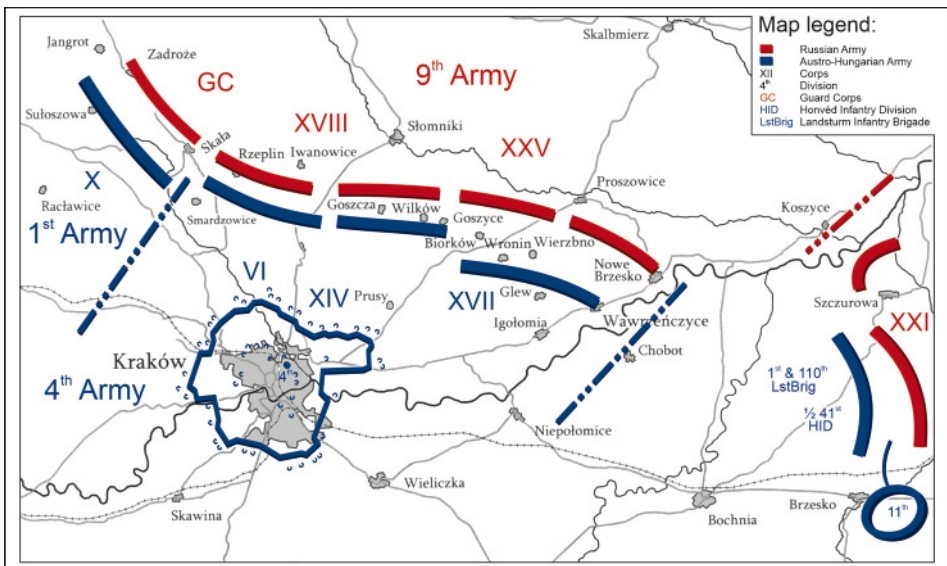 Map legend:
Russian Army
Austro-Hungarian Army
XII Corps
4th Division
GC Guard Corps
HID Honvéd Infantry Division
LstBrig Landsturm Infantry Brigade
Jangrot
Zadroże
Skalbmierz
GC
9th Army
Sułoszowa
XVIII
Słomniki
Skała
Rzeplin
Iwanowice
XXV
X
Racławice
Proszowice
Smardzowice
Goszcza
Wilków
Goszyce
Koszyce
1st Army
Biorków
Wronin
Wierzbno
Nowe
Brzesko
VI
XIV
Prusy
XVII
Glew
Szczurowa
Igołomia
Wawrzeńczyce
XXI
Kraków
Chobot
4th
4th Army
1st & 110th
LstBrig
½ 41st
HID
Niepołomice
Wieliczka
Skawina
Bochnia
Brzesko
11th